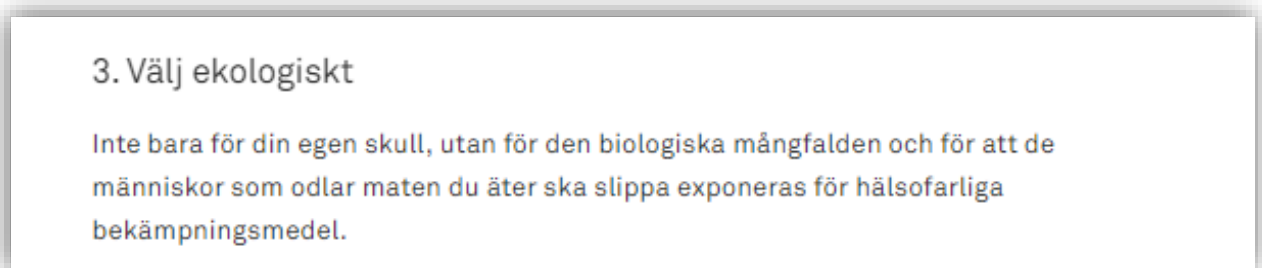 3. Välj ekologiskt
Inte bara för din egen skull, utan för den biologiska mångfalden och för att de
människor som odlar maten du äter ska slippa exponeras för hälsofarliga
bekämpningsmedel.